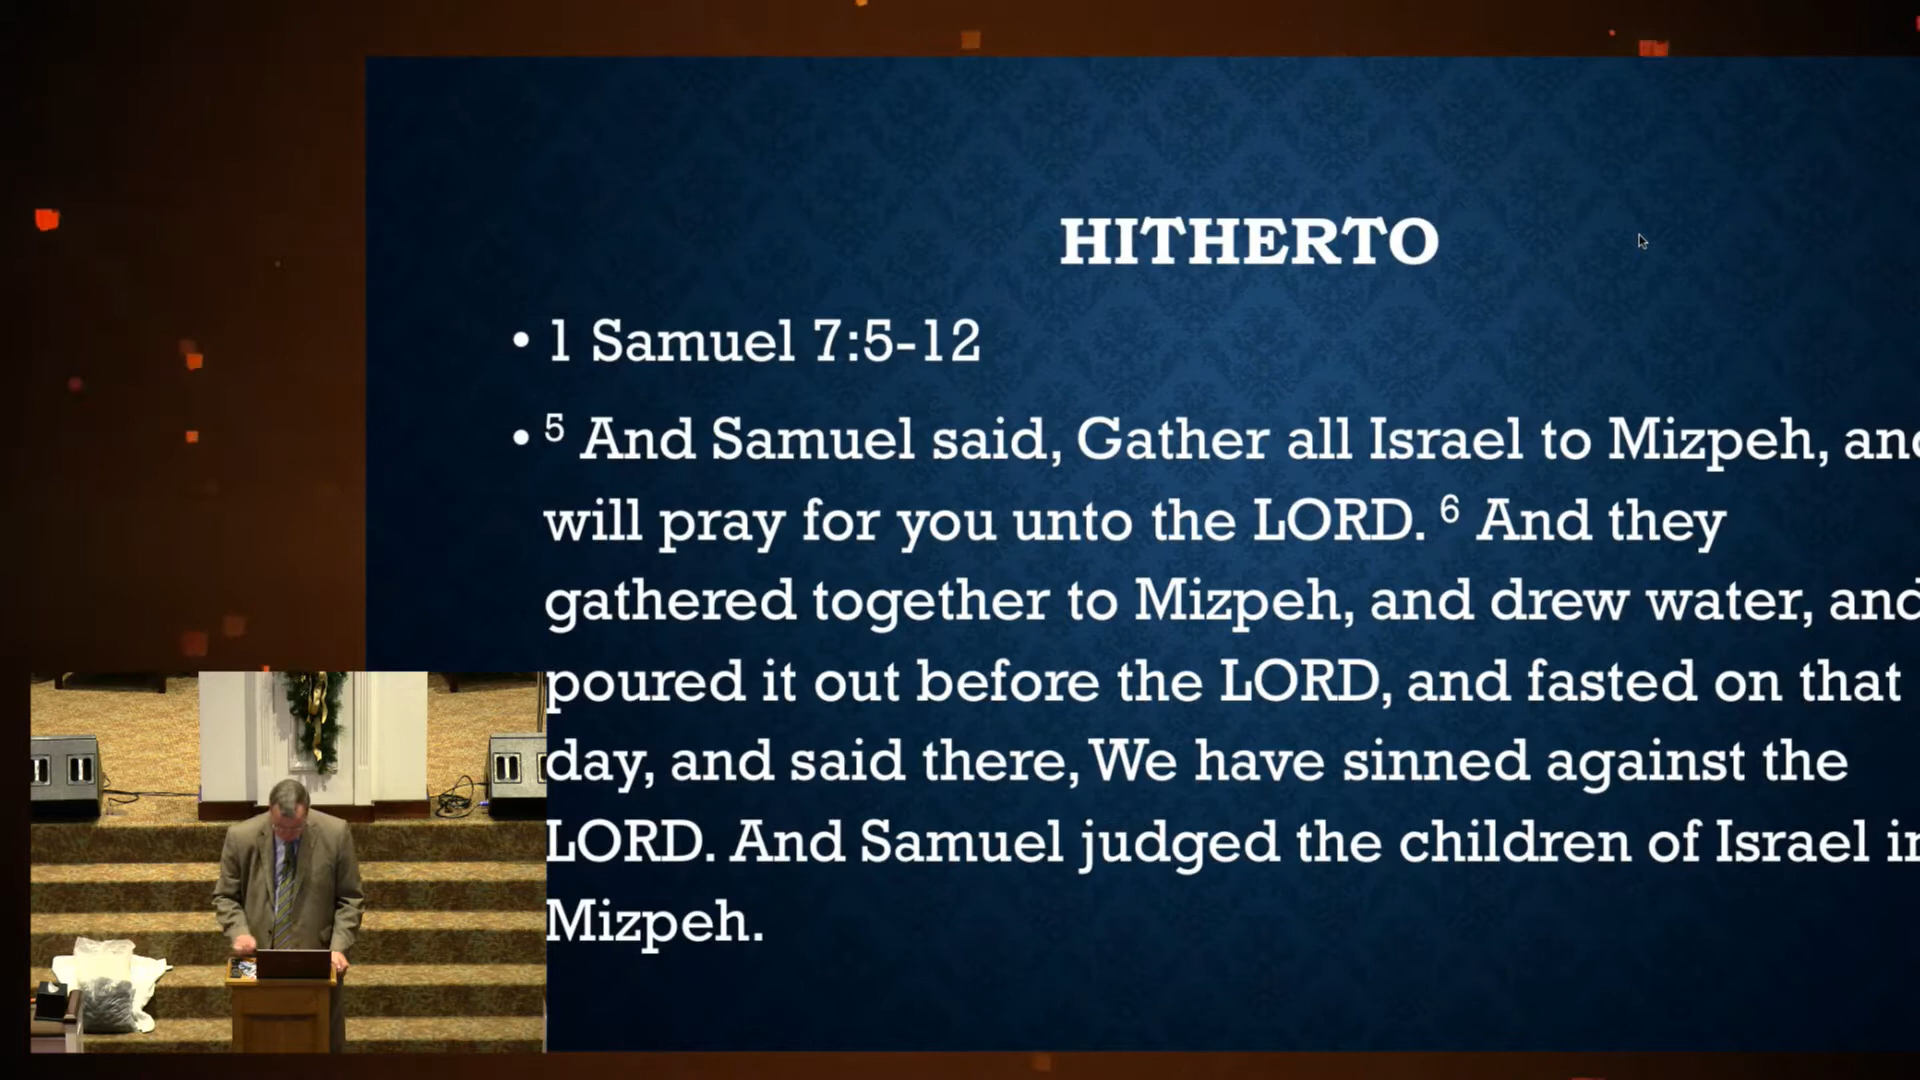 HITHERTO
• 1 Samuel 7:5-12
• ⁵ And Samuel said, Gather all Israel to Mizpeh, and
will pray for you unto the LORD. ⁶ And they
gathered together to Mizpeh, and drew water, and
poured it out before the LORD, and fasted on that
day, and said there, We have sinned against the
LORD. And Samuel judged the children of Israel in
Mizpeh.